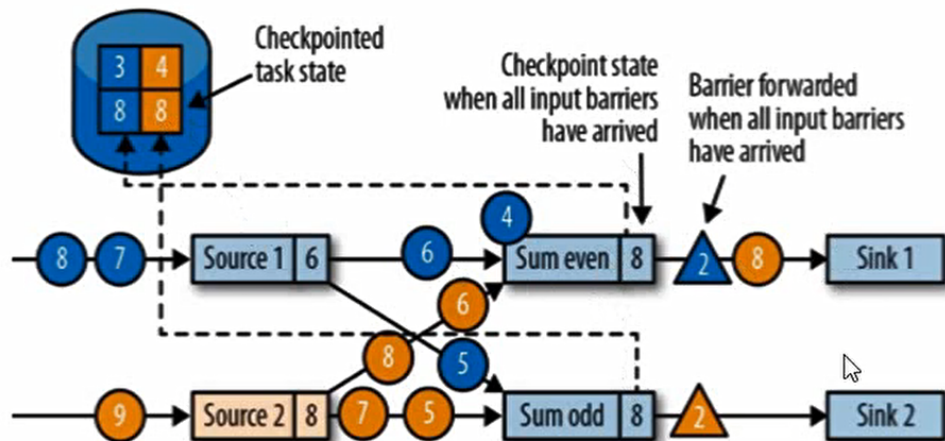 Checkpointed
task state
3 4
8 8
Checkpoint state
when all input barriers
have arrived
Barrier forwarded
when all input barriers
have arrived
4
8 7 Source 1 6 6 Sum even 8 2 8 Sink 1
6
8 5
9 Source 2 8 7 5 Sum odd 8 2 Sink 2